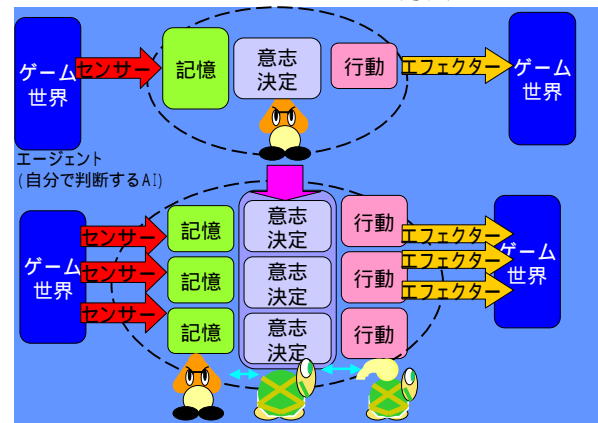 ゲーム
世界
センサー
記憶
意志
決定
行動
エフェクター
ゲーム
世界
エージェント
(自分で判断するAI)
ゲーム
世界
センサー
センサー
センサー
記憶
記憶
記憶
意志
決定
意志
決定
意志
決定
行動
行動
行動
エフェクター
エフェクター
エフェクター
ゲーム
世界